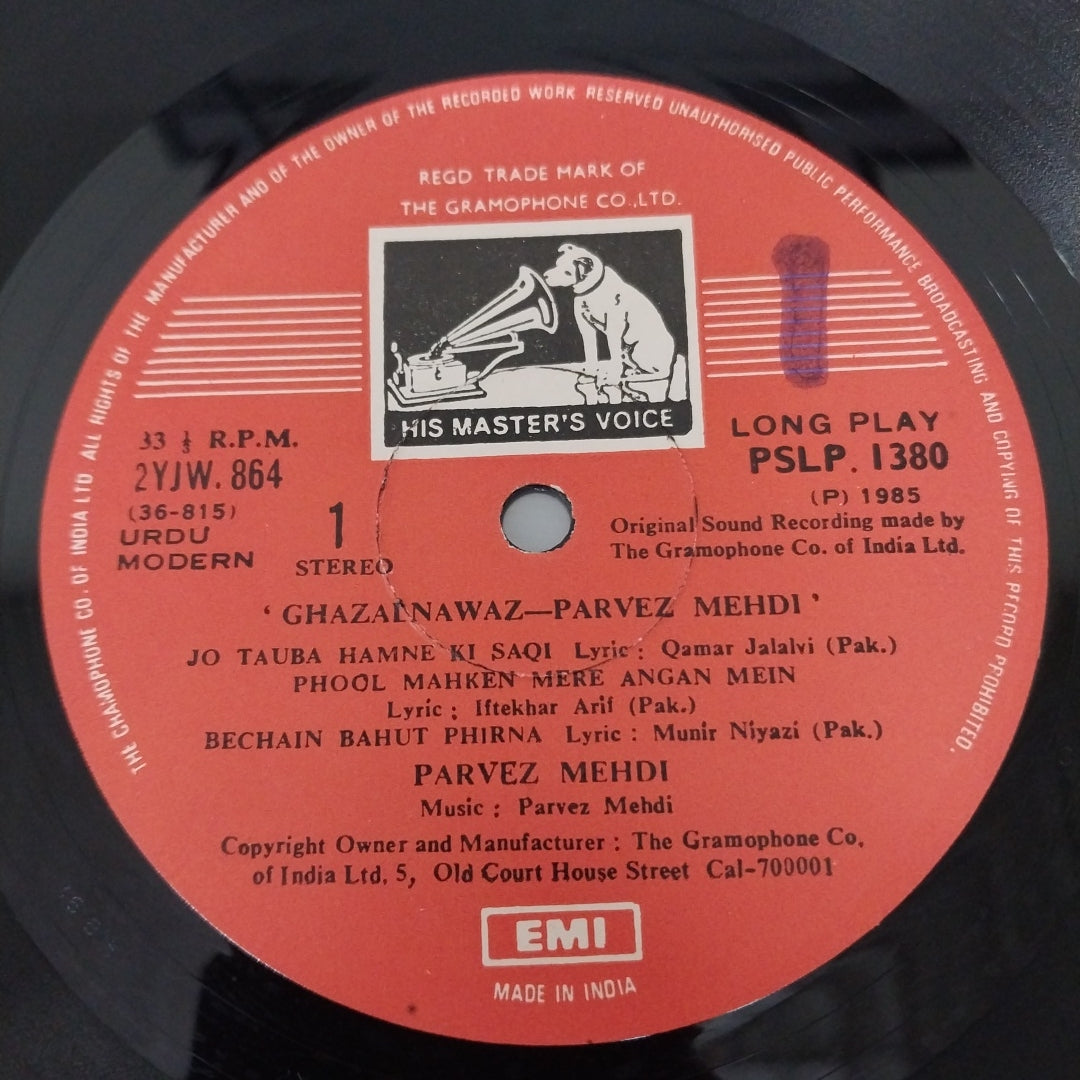 THE GRAMOPHONE CO. OF INDIA LTD. ALL RIGHTS OF THE MANUFACTURER AND OF THE OWNER OF THE RECORDED WORK RESERVED UNAUTHORISED PUBLIC PERFORMANCE BROADCASTING AND COPYING OF THIS RECORD PROHIBITED.
REGD TRADE MARK OF
THE GRAMOPHONE CO.,LTD.
HIS MASTER'S VOICE
33 ⅓ R.P.M.
2YJW. 864
(36-815)
URDU
MODERN
1
STEREO
LONG PLAY
PSLP. 1380
(P) 1985
Original Sound Recording made by
The Gramophone Co. of India Ltd.
'GHAZALNAWAZ—PARVEZ MEHDI'
JO TAUBA HAMNE KI SAQI Lyric : Qamar Jalalvi (Pak.)
PHOOL MAHKEN MERE ANGAN MEIN
Lyric : Iftekhar Arif (Pak.)
BECHAIN BAHUT PHIRNA Lyric : Munir Niyazi (Pak.)
PARVEZ MEHDI
Music : Parvez Mehdi
Copyright Owner and Manufacturer : The Gramophone Co.
of India Ltd. 5, Old Court House Street Cal-700001
EMI
MADE IN INDIA